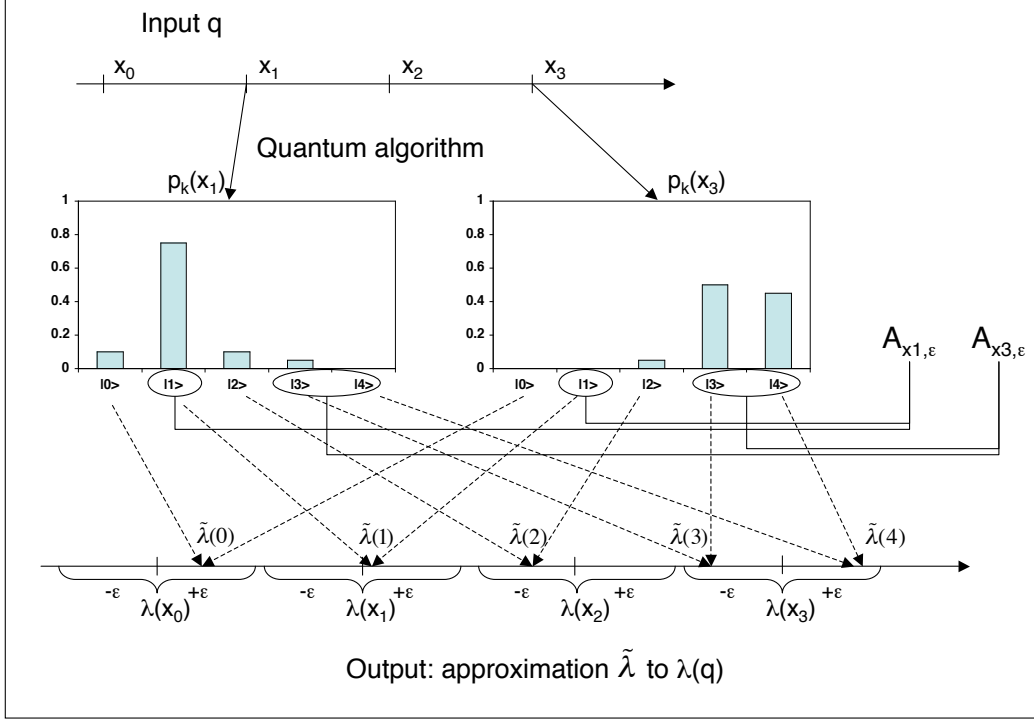 Input q
x0 x1 x2 x3
Quantum algorithm
pk(x1) pk(x3)
1 1
0.8 0.8
0.6 0.6
0.4 0.4
0.2 0.2
0 0
Ax1,ε Ax3,ε
|0> |1> |2> |3> |4> |0> |1> |2> |3> |4>
λ̃(0) λ̃(1) λ̃(2) λ̃(3) λ̃(4)
-ε +ε -ε +ε -ε +ε -ε +ε
λ(x0) λ(x1) λ(x2) λ(x3)
Output: approximation λ̃ to λ(q)